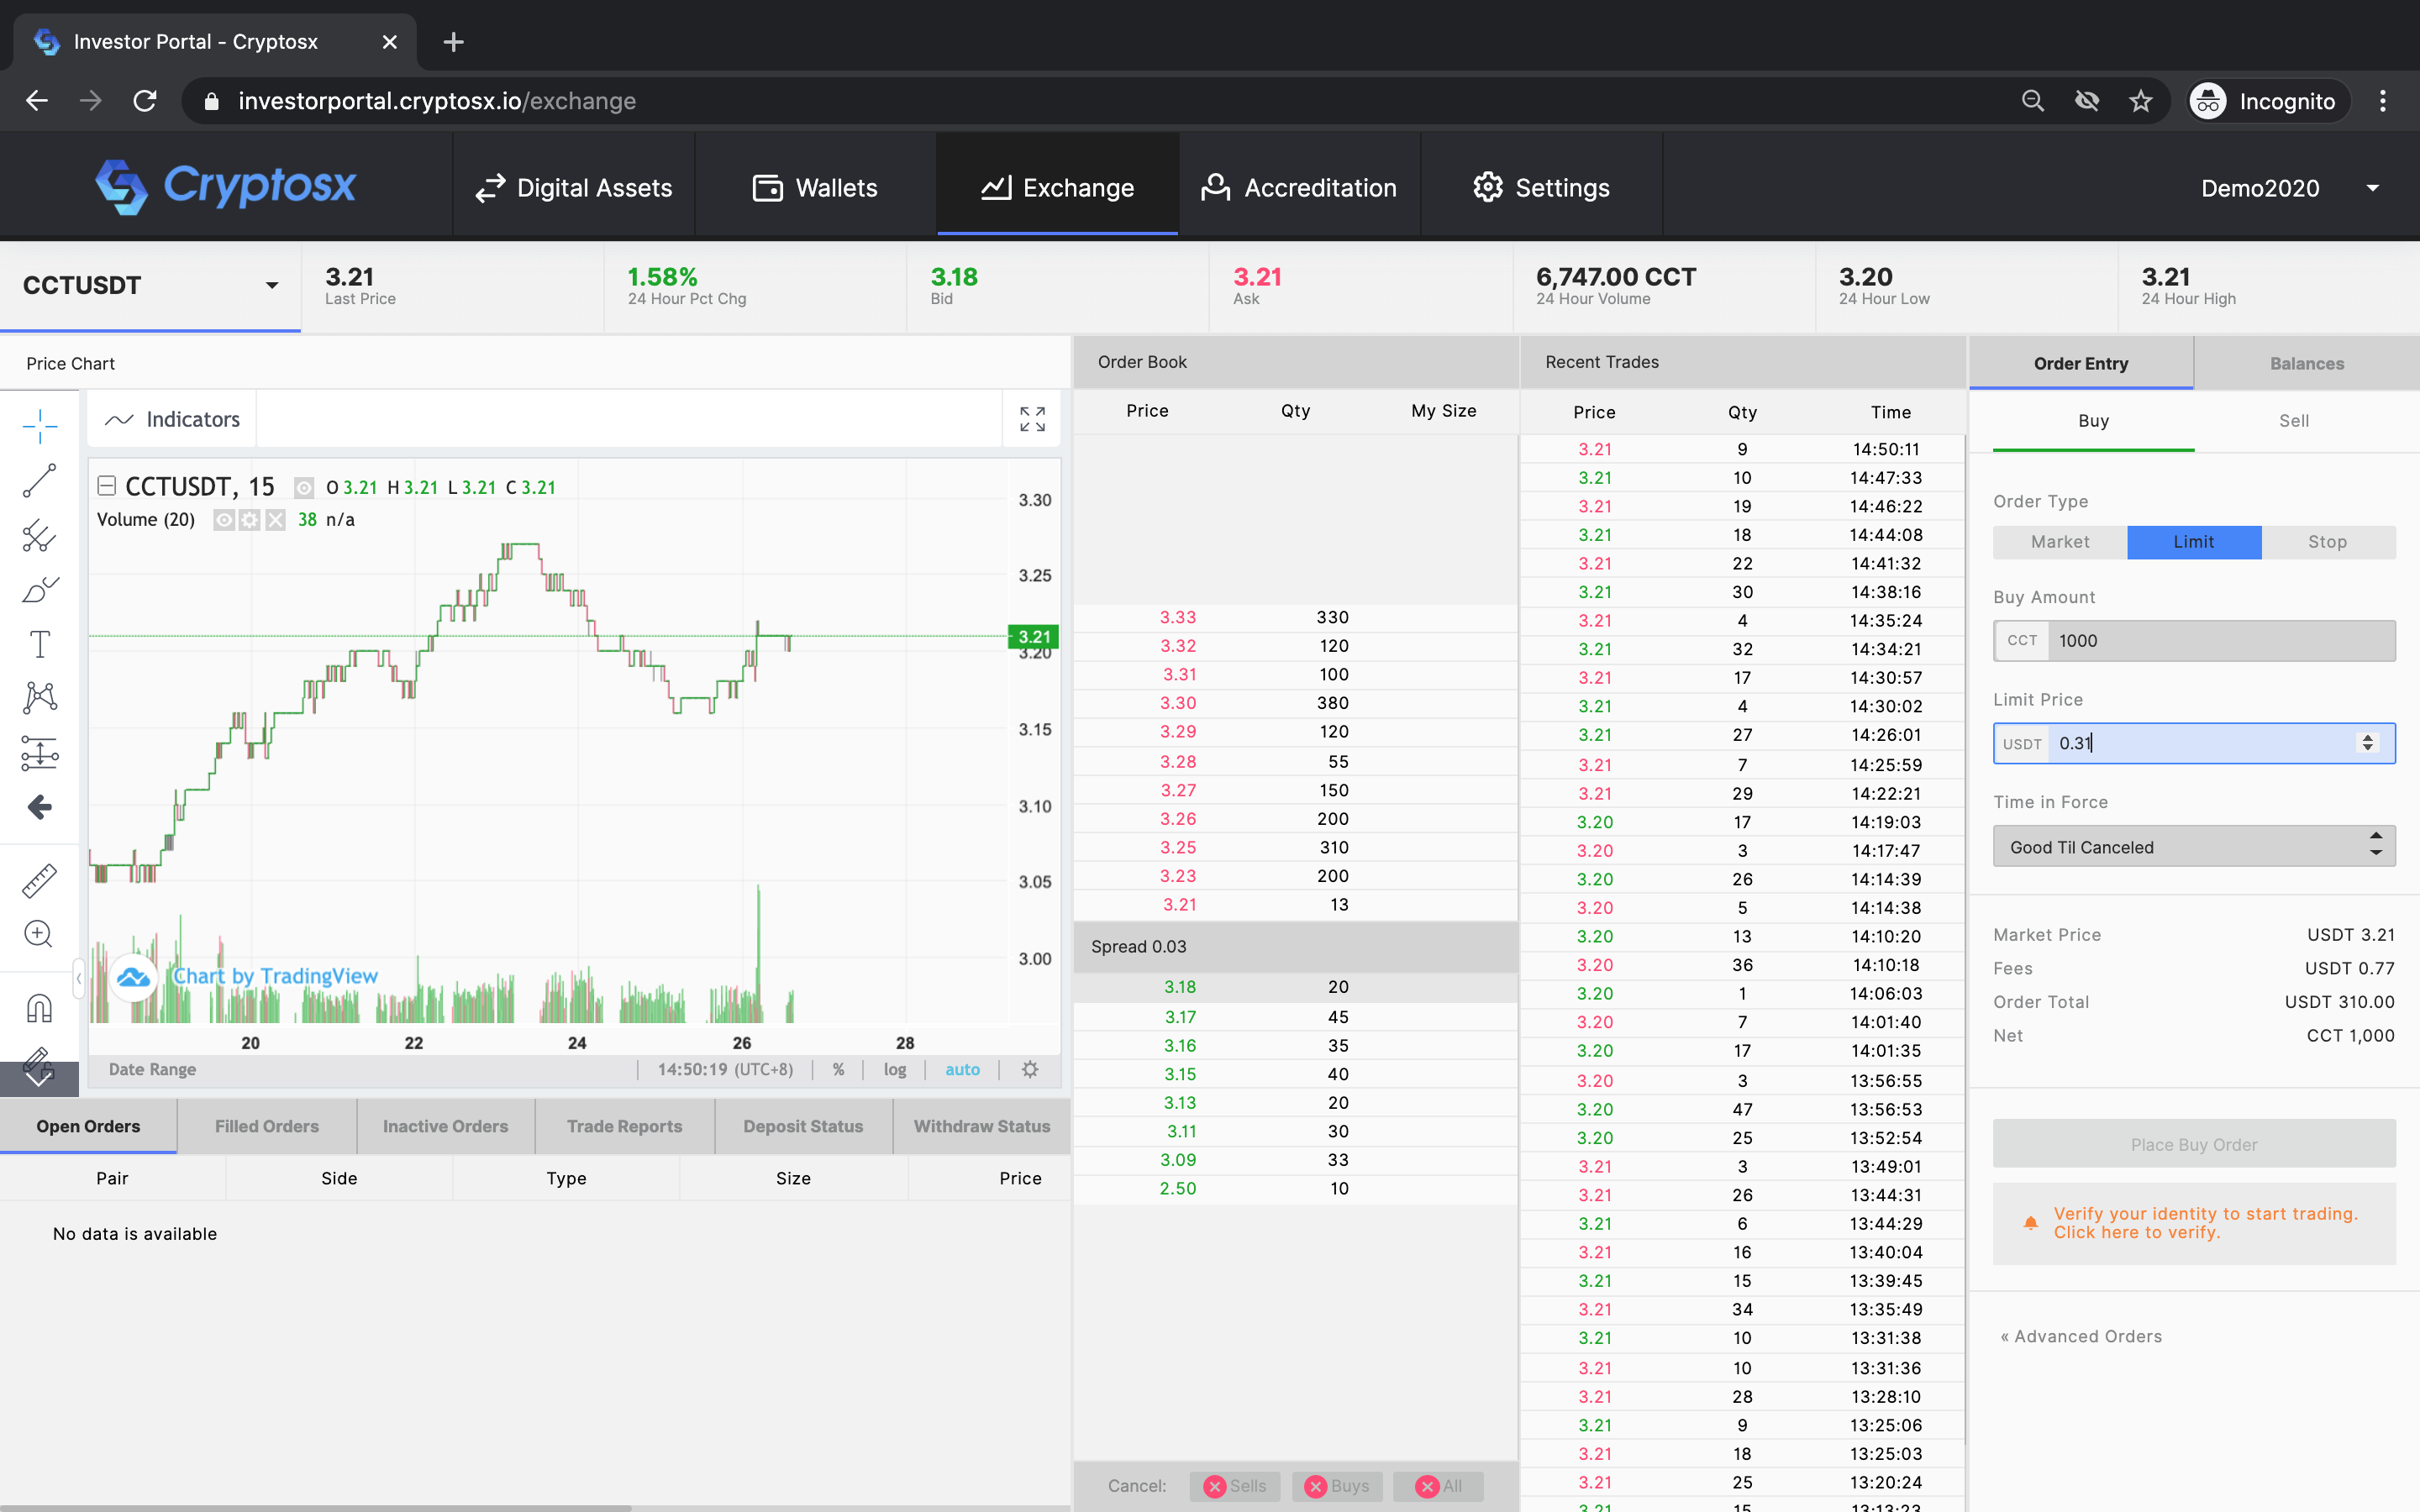 Investor Portal - Cryptosx
investorportal.cryptosx.io/exchange
Incognito
Cryptosx
Digital Assets
Wallets
Exchange
Accreditation
Settings
Demo2020
CCTUSDT
3.21
Last Price
1.58%
24 Hour Pct Chg
3.18
Bid
3.21
Ask
6,747.00 CCT
24 Hour Volume
3.20
24 Hour Low
3.21
24 Hour High
Price Chart
Indicators
CCTUSDT, 15 O 3.21 H 3.21 L 3.21 C 3.21
Volume (20) 38 n/a
3.30
3.25
3.21
3.20
3.15
3.10
3.05
3.00
Chart by TradingView
20 22 24 26 28
Date Range 14:50:19 (UTC+8) % log auto
Open Orders
Filled Orders
Inactive Orders
Trade Reports
Deposit Status
Withdraw Status
Pair Side Type Size Price
No data is available
Order Book
Price Qty My Size
3.33 330
3.32 120
3.31 100
3.30 380
3.29 120
3.28 55
3.27 150
3.26 200
3.25 310
3.23 200
3.21 13
Spread 0.03
3.18 20
3.17 45
3.16 35
3.15 40
3.13 20
3.11 30
3.09 33
2.50 10
Cancel: Sells Buys All
Recent Trades
Price Qty Time
3.21 9 14:50:11
3.21 10 14:47:33
3.21 19 14:46:22
3.21 18 14:44:08
3.21 22 14:41:32
3.21 30 14:38:16
3.21 4 14:35:24
3.21 32 14:34:21
3.21 17 14:30:57
3.21 4 14:30:02
3.21 27 14:26:01
3.21 7 14:25:59
3.21 29 14:22:21
3.20 17 14:19:03
3.20 3 14:17:47
3.20 26 14:14:39
3.20 5 14:14:38
3.20 13 14:10:20
3.20 36 14:10:18
3.20 1 14:06:03
3.20 7 14:01:40
3.20 17 14:01:35
3.20 3 13:56:55
3.20 47 13:56:53
3.20 25 13:52:54
3.21 3 13:49:01
3.21 26 13:44:31
3.21 6 13:44:29
3.21 16 13:40:04
3.21 15 13:39:45
3.21 34 13:35:49
3.21 10 13:31:38
3.21 10 13:31:36
3.21 28 13:28:10
3.21 9 13:25:06
3.21 18 13:25:03
3.21 25 13:20:24
3.21 15 13:13:23
Order Entry
Balances
Buy
Sell
Order Type
Market Limit Stop
Buy Amount
CCT 1000
Limit Price
USDT 0.31
Time in Force
Good Til Canceled
Market Price USDT 3.21
Fees USDT 0.77
Order Total USDT 310.00
Net CCT 1,000
Place Buy Order
Verify your identity to start trading.
Click here to verify.
« Advanced Orders